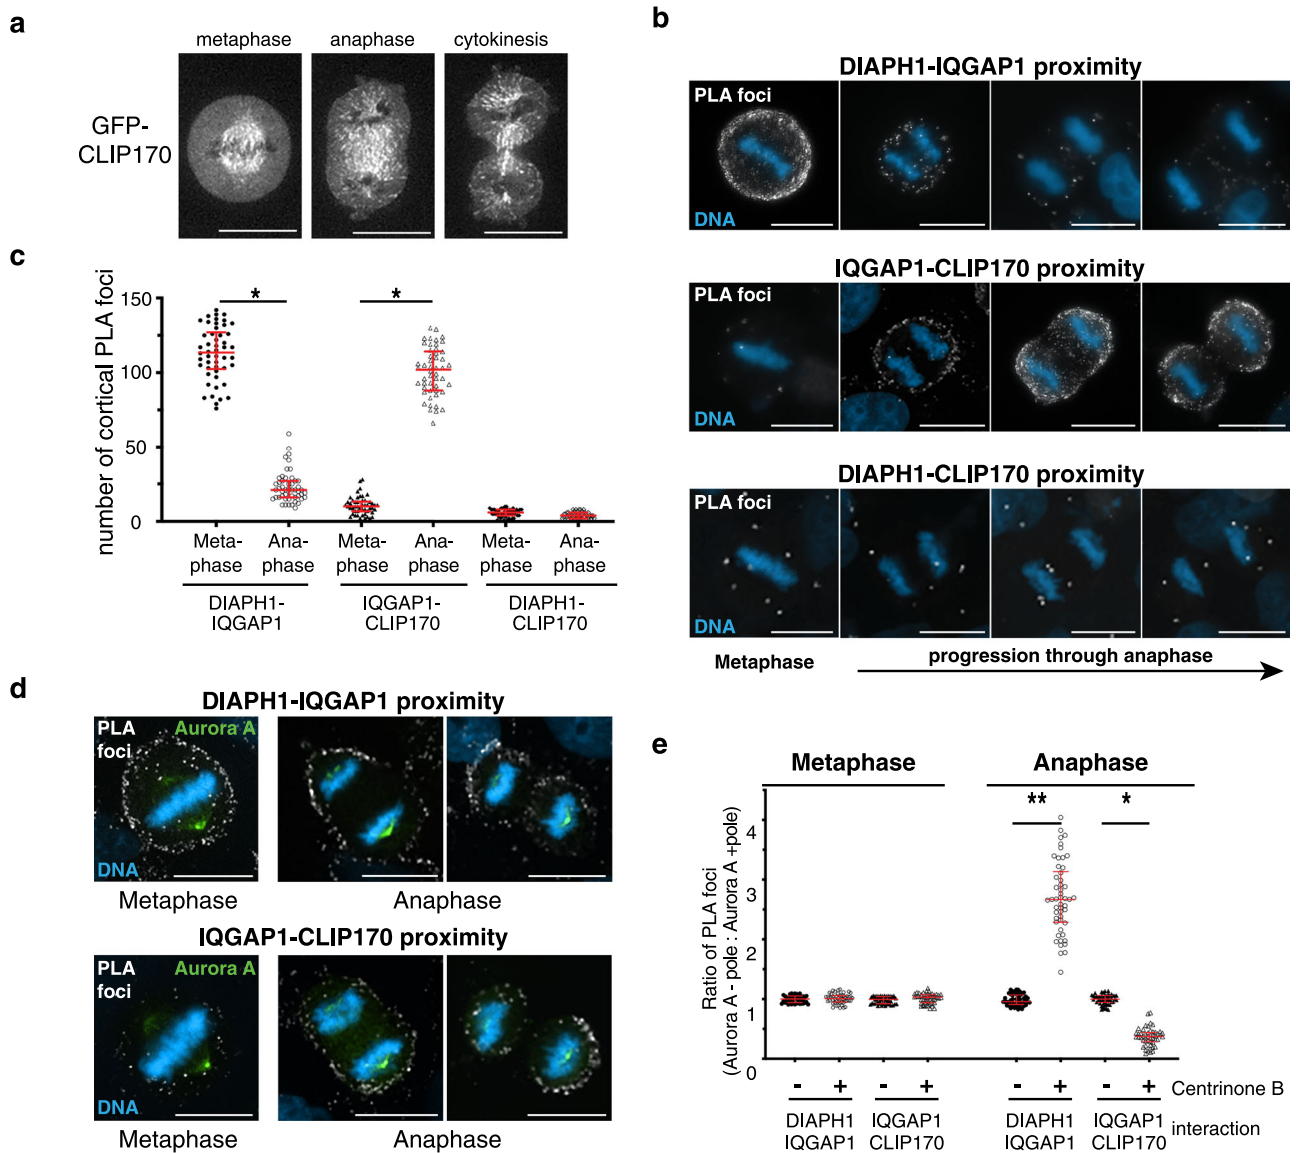 a
metaphase anaphase cytokinesis
GFP-
CLIP170
b
DIAPH1-IQGAP1 proximity
PLA foci
DNA
IQGAP1-CLIP170 proximity
PLA foci
DNA
DIAPH1-CLIP170 proximity
PLA foci
DNA
Metaphase
progression through anaphase
c
number of cortical PLA foci
150
100
50
0
* *
Meta-
phase
Ana-
phase
Meta-
phase
Ana-
phase
Meta-
phase
Ana-
phase
DIAPH1-
IQGAP1
IQGAP1-
CLIP170
DIAPH1-
CLIP170
d
DIAPH1-IQGAP1 proximity
PLA
foci
Aurora A
DNA
Metaphase
Anaphase
IQGAP1-CLIP170 proximity
PLA
foci
Aurora A
DNA
Metaphase
Anaphase
e
Metaphase Anaphase
Ratio of PLA foci
(Aurora A - pole : Aurora A +pole)
4
3
2
1
0
** *
- + - + - + - + Centrinone B
DIAPH1
IQGAP1
IQGAP1
CLIP170
DIAPH1
IQGAP1
IQGAP1
CLIP170
interaction